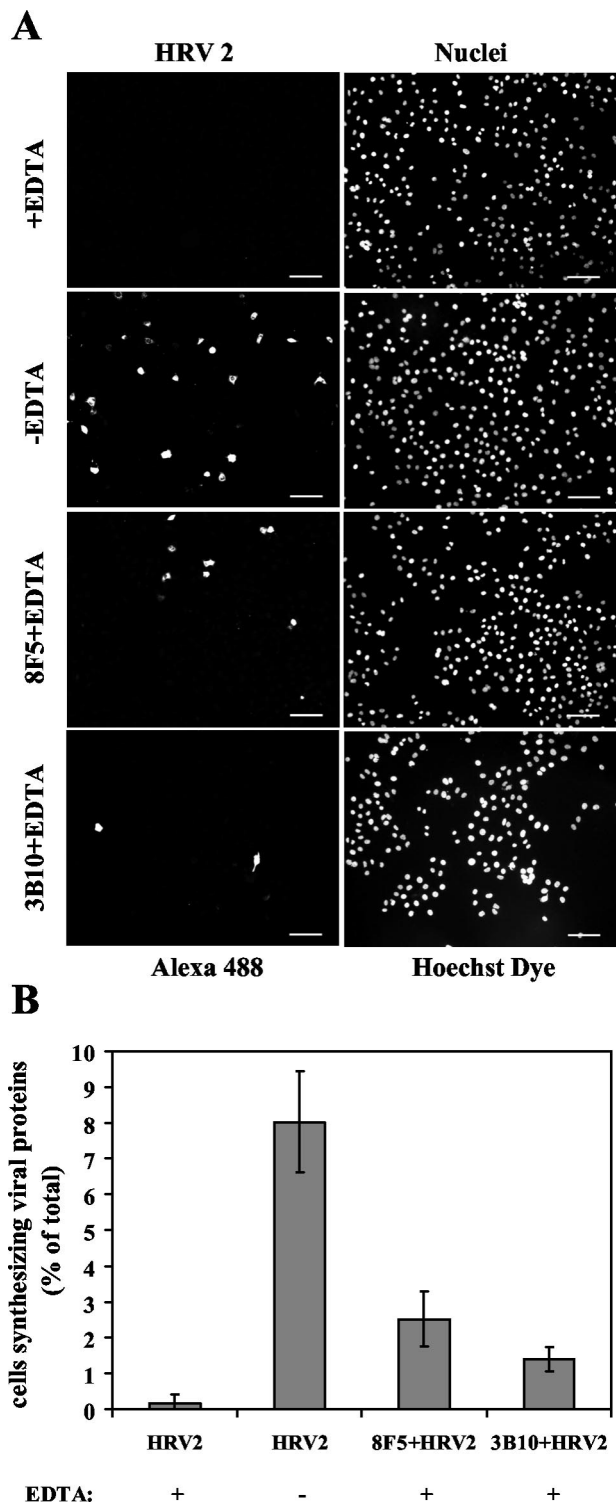 A
HRV 2 Nuclei
+EDTA
-EDTA
8F5+EDTA
3B10+EDTA
Alexa 488 Hoechst Dye
B
cells synthesizing viral proteins
(% of total)
10
9
8
7
6
5
4
3
2
1
0
HRV2 HRV2 8F5+HRV2 3B10+HRV2
EDTA: + - + +